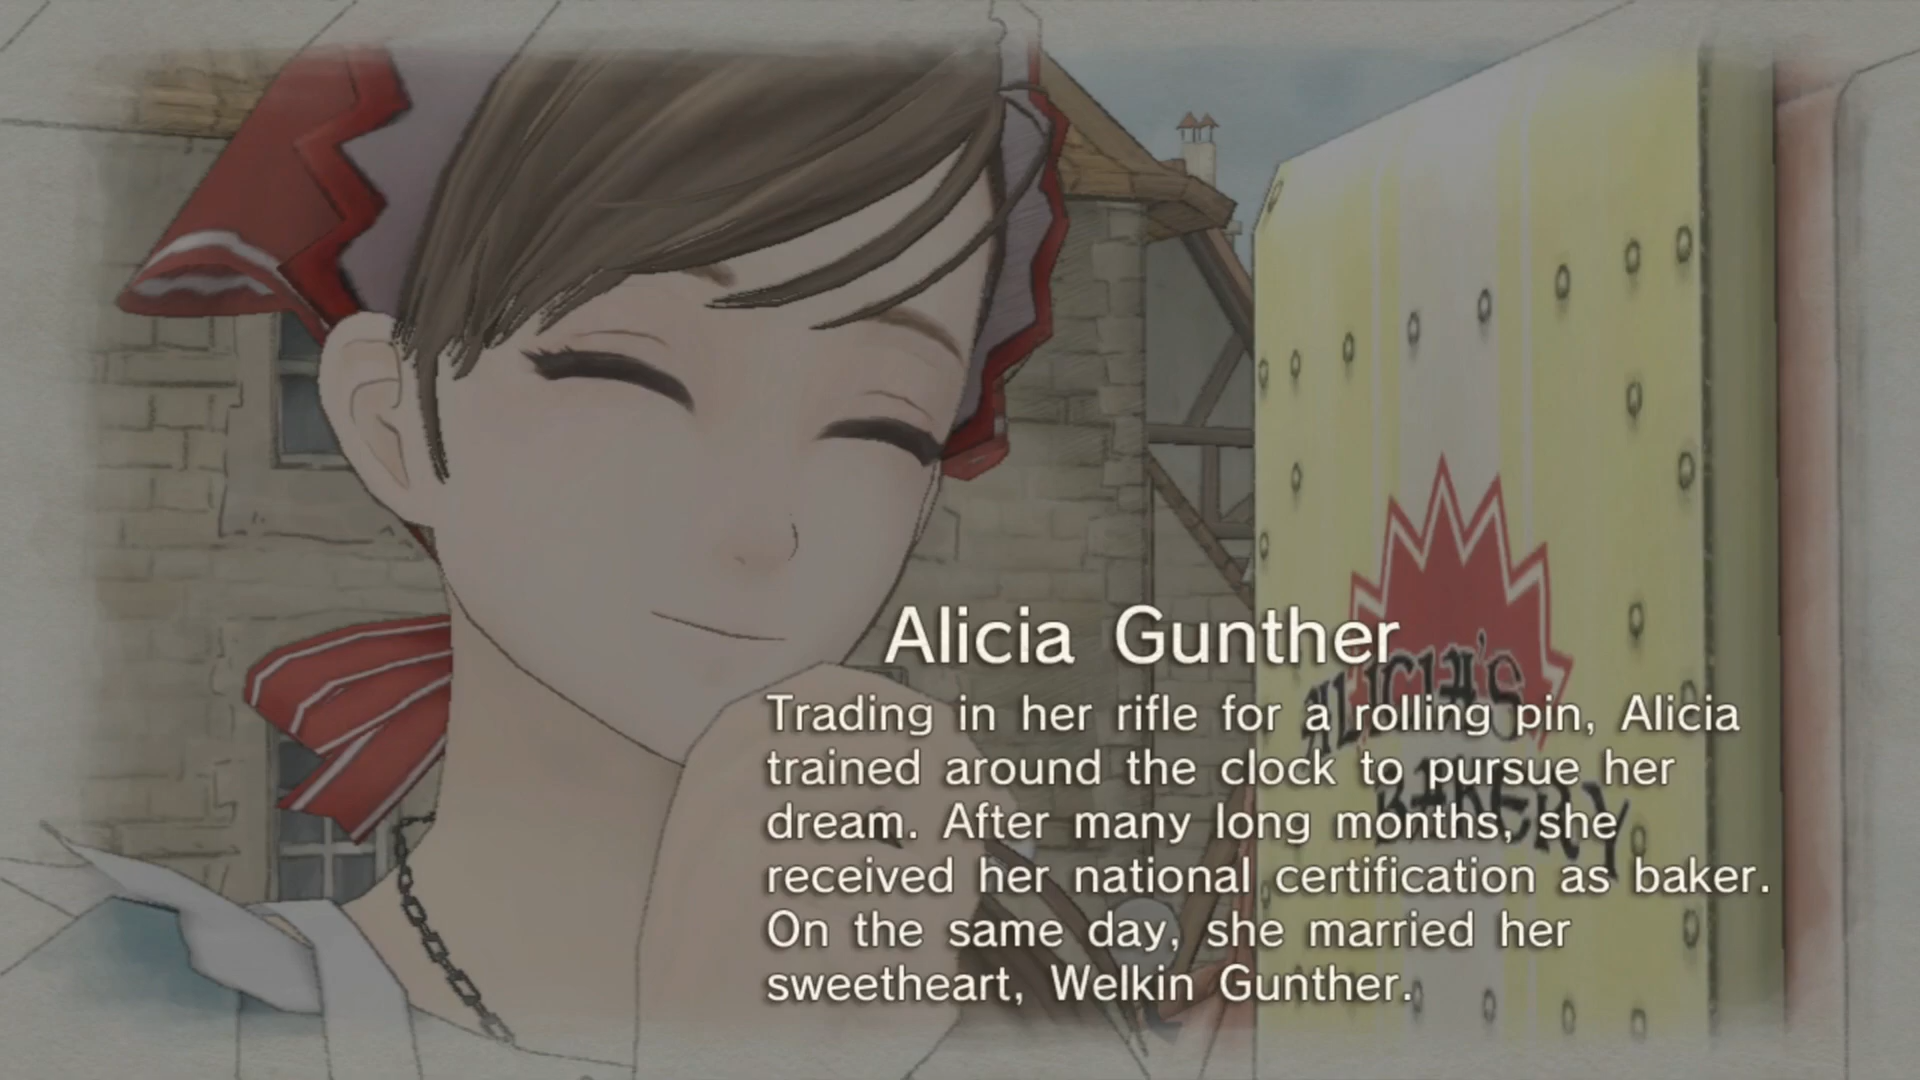 Alicia Gunther
Trading in her rifle for a rolling pin, Alicia
trained around the clock to pursue her
dream. After many long months, she
received her national certification as baker.
On the same day, she married her
sweetheart, Welkin Gunther.
ALICIA'S
BAKERY